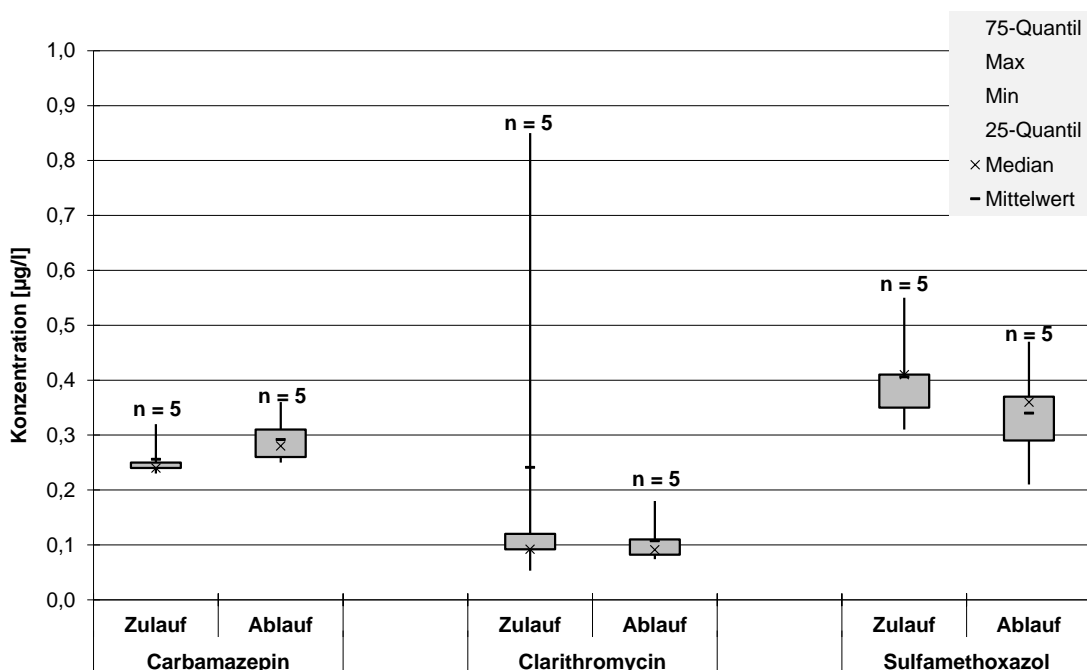 75-Quantil
Max
Min
25-Quantil
× Median
– Mittelwert
Konzentration [µg/l]
1,0
0,9
0,8
0,7
0,6
0,5
0,4
0,3
0,2
0,1
0,0
n = 5
n = 5
n = 5
n = 5
n = 5
n = 5
Zulauf Ablauf Zulauf Ablauf Zulauf Ablauf
Carbamazepin Clarithromycin Sulfamethoxazol